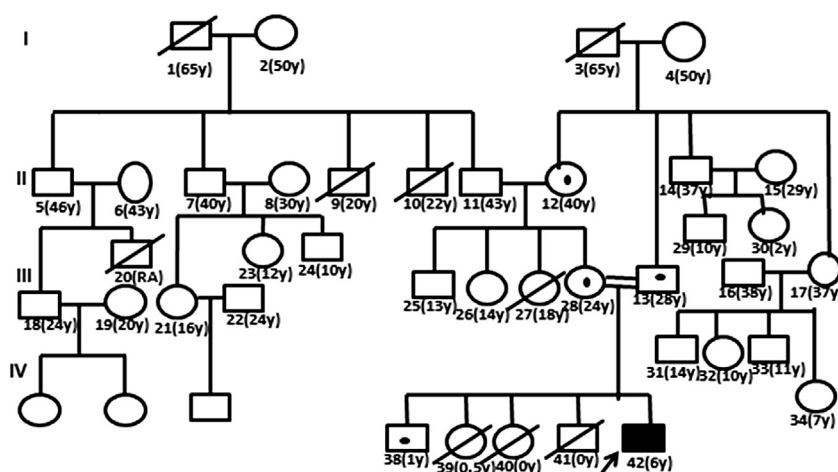 I
1(65y) 2(50y) 3(65y) 4(50y)
II
5(46y) 6(43y) 7(40y) 8(30y) 9(20y) 10(22y) 11(43y) 12(40y) 14(37y) 15(29y)
29(10y) 30(2y)
III
20(RA) 23(12y) 24(10y)
18(24y) 19(20y) 21(16y) 22(24y) 25(13y) 26(14y) 27(18y) 28(24y) 13(28y) 16(38y) 17(37y
31(14y) 32(10y) 33(11y)
IV
34(7y)
38(1y) 39(0.5y) 40(0y) 41(0y) 42(6y)